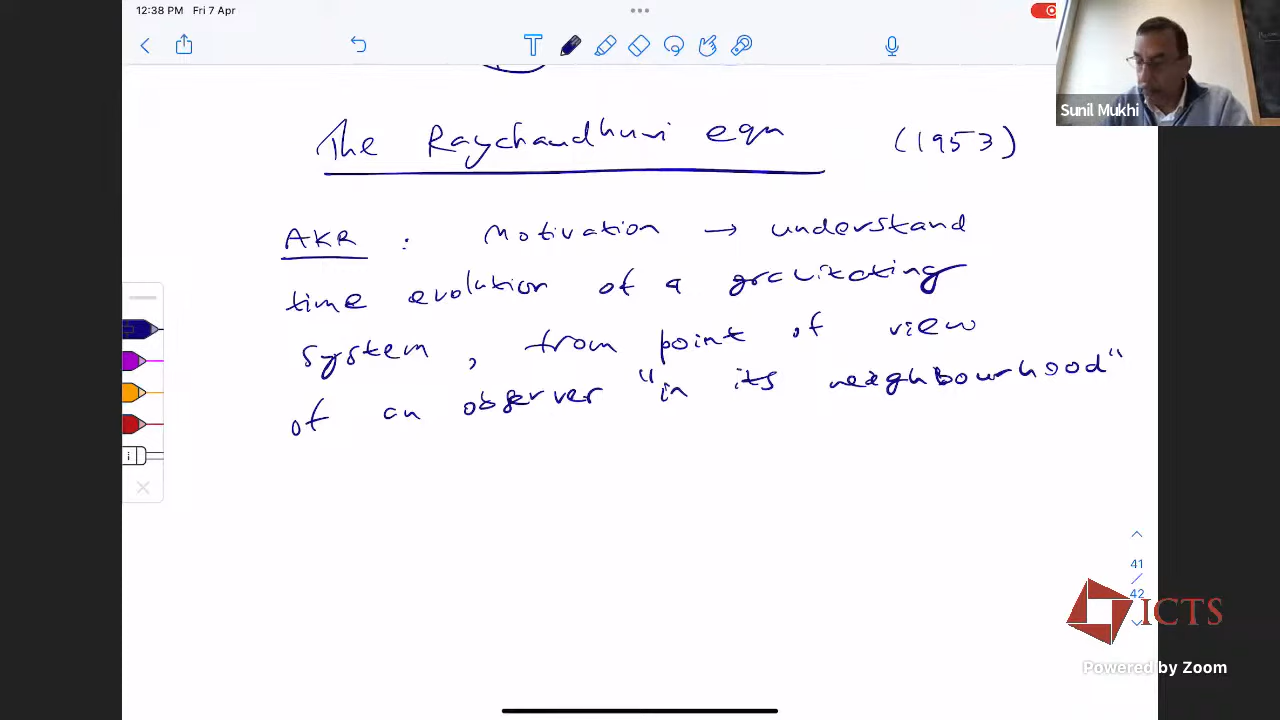 12:38 PM Fri 7 Apr
T
Sunil Mukhi
The Raychaudhuri eqn (1953)
AKR : Motivation → understand
time evolution of a gravitating
system, from point of view
of an observer "in its neighbourhood"
i
41
42
ICTS
Powered by Zoom